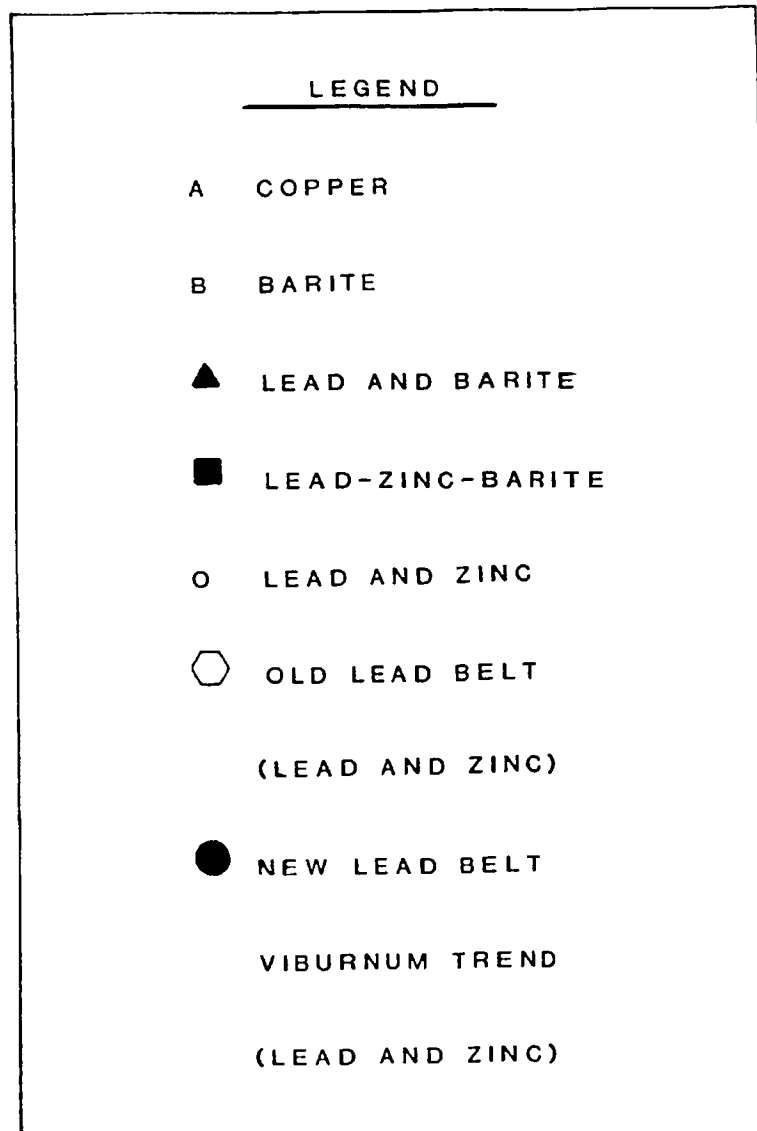 LEGEND
A COPPER
B BARITE
▲ LEAD AND BARITE
■ LEAD-ZINC-BARITE
O LEAD AND ZINC
⬡ OLD LEAD BELT
(LEAD AND ZINC)
● NEW LEAD BELT
VIBURNUM TREND
(LEAD AND ZINC)